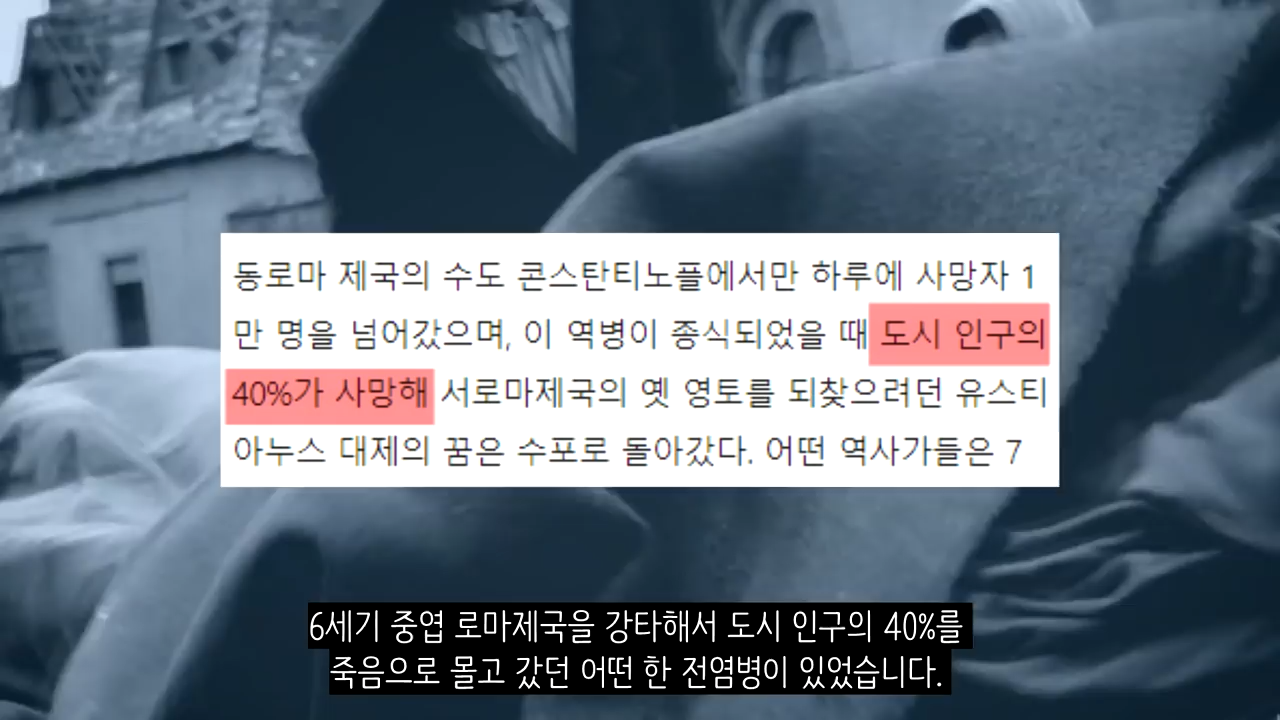 동로마 제국의 수도 콘스탄티노플에서만 하루에 사망자 1
만 명을 넘어갔으며, 이 역병이 종식되었을 때 도시 인구의
40%가 사망해 서로마제국의 옛 영토를 되찾으려던 유스티
아누스 대제의 꿈은 수포로 돌아갔다. 어떤 역사가들은 7
6세기 중엽 로마제국을 강타해서 도시 인구의 40%를
죽음으로 몰고 갔던 어떤 한 전염병이 있었습니다.